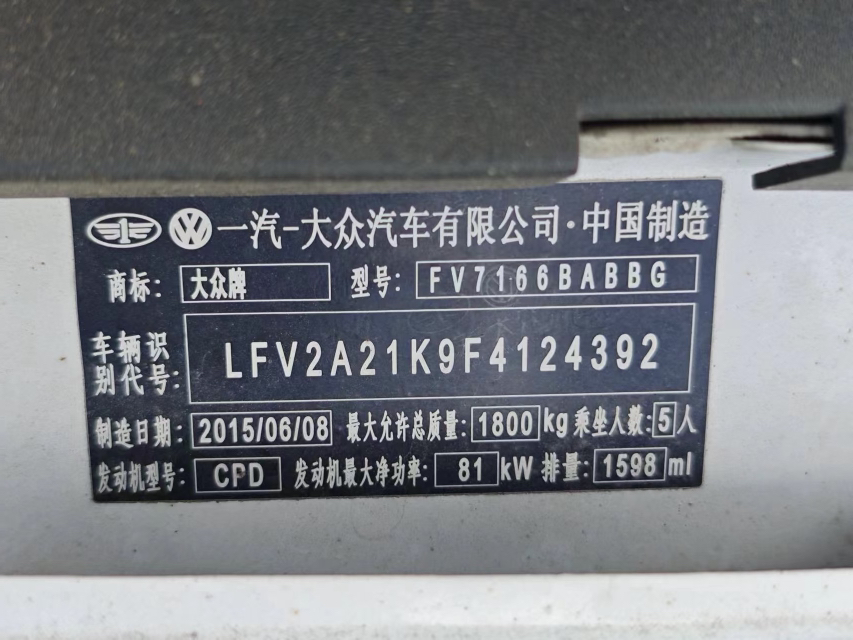 一汽-大众汽车有限公司·中国制造
商标: 大众牌 型号: FV7166BABBG
车辆识别代号: LFV2A21K9F4124392
制造日期: 2015/06/08 最大允许总质量: 1800 kg 乘坐人数: 5 人
发动机型号: CPD 发动机最大净功率: 81 kW 排量: 1598 ml